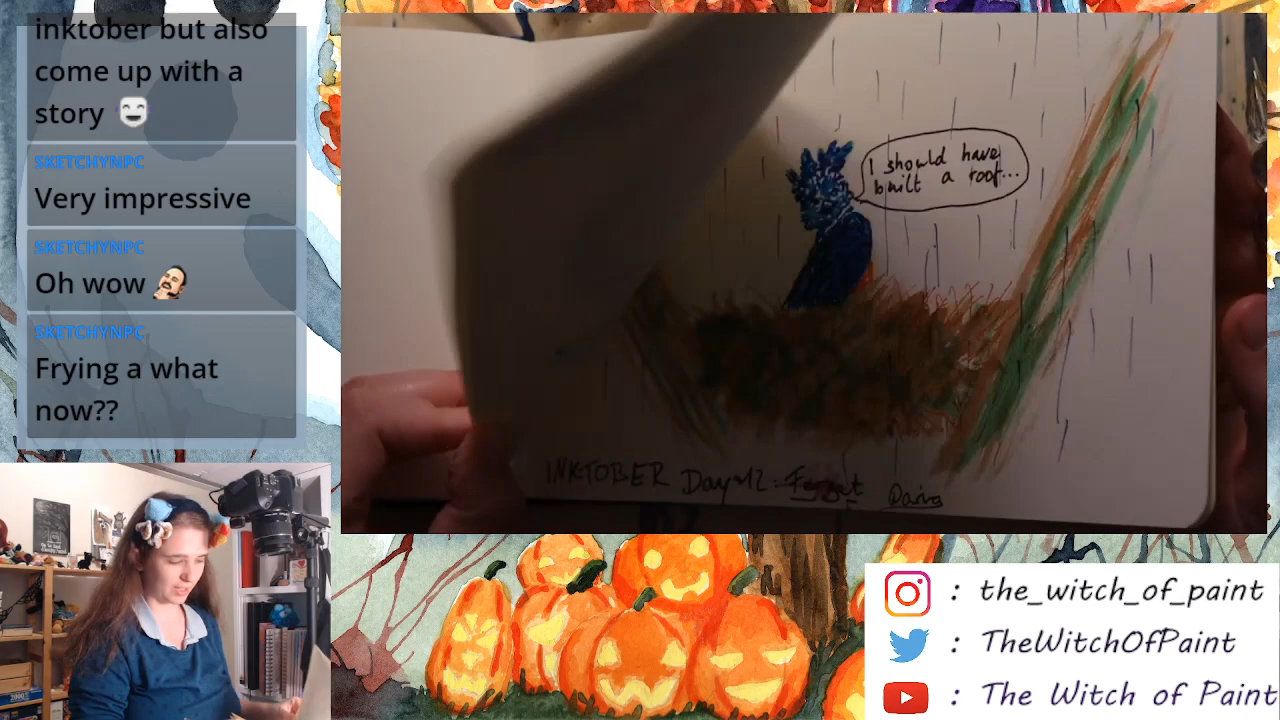 inktober but also
come up with a
story
SKETCHYNPC
Very impressive
SKETCHYNPC
Oh wow
SKETCHYNPC
Frying a what
now??
I should have
built a roof...
INKTOBER Day 12: Forget
: the_witch_of_paint
: TheWitchOfPaint
: The Witch of Paint